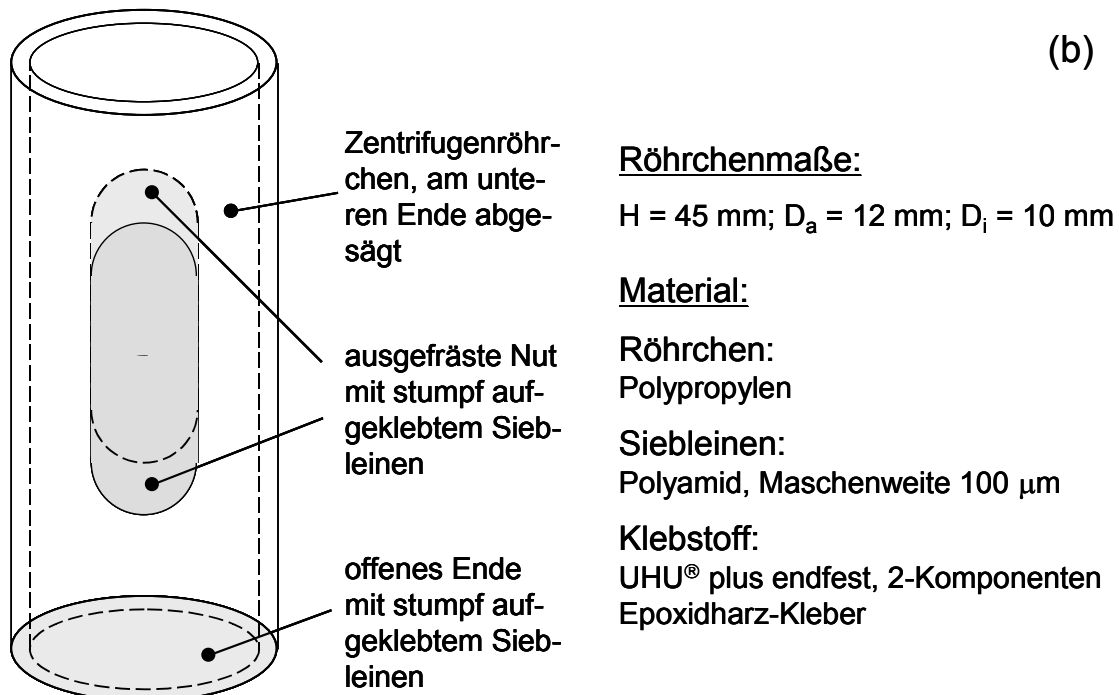 (b)
Zentrifugenröhr-
chen, am unte-
ren Ende abge-
sägt
ausgefräste Nut
mit stumpf auf-
geklebtem Sieb-
leinen
offenes Ende
mit stumpf auf-
geklebtem Sieb-
leinen
Röhrchenmaße:
H = 45 mm; Dₐ = 12 mm; Dᵢ = 10 mm
Material:
Röhrchen:
Polypropylen
Siebleinen:
Polyamid, Maschenweite 100 μm
Klebstoff:
UHU® plus endfest, 2-Komponenten
Epoxidharz-Kleber